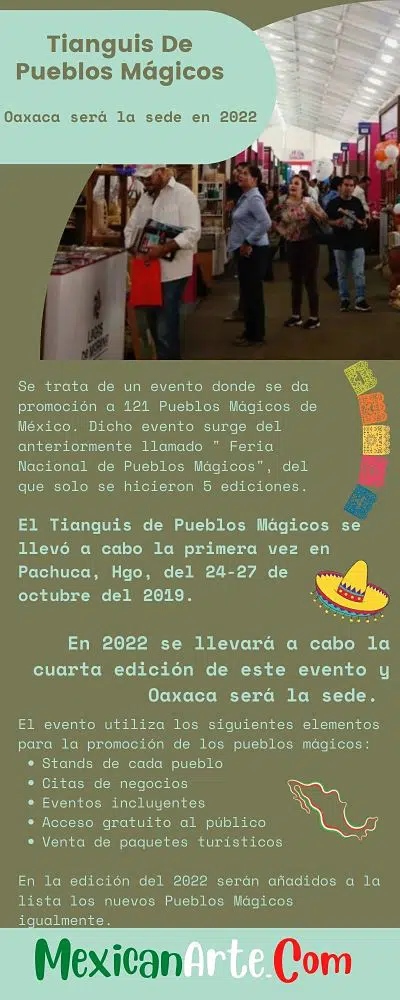 Tianguis De
Pueblos Mágicos
Oaxaca será la sede en 2022
LAGOS
DE MORENO
Se trata de un evento donde se da
promoción a 121 Pueblos Mágicos de
México. Dicho evento surge del
anteriormente llamado " Feria
Nacional de Pueblos Mágicos", del
que solo se hicieron 5 ediciones.
El Tianguis de Pueblos Mágicos se
llevó a cabo la primera vez en
Pachuca, Hgo, del 24-27 de
octubre del 2019.
En 2022 se llevará a cabo la
cuarta edición de este evento y
Oaxaca será la sede.
El evento utiliza los siguientes elementos
para la promoción de los pueblos mágicos:
• Stands de cada pueblo
• Citas de negocios
• Eventos incluyentes
• Acceso gratuito al público
• Venta de paquetes turísticos
En la edición del 2022 serán añadidos a la
lista los nuevos Pueblos Mágicos
igualmente.
MexicanArte.Com